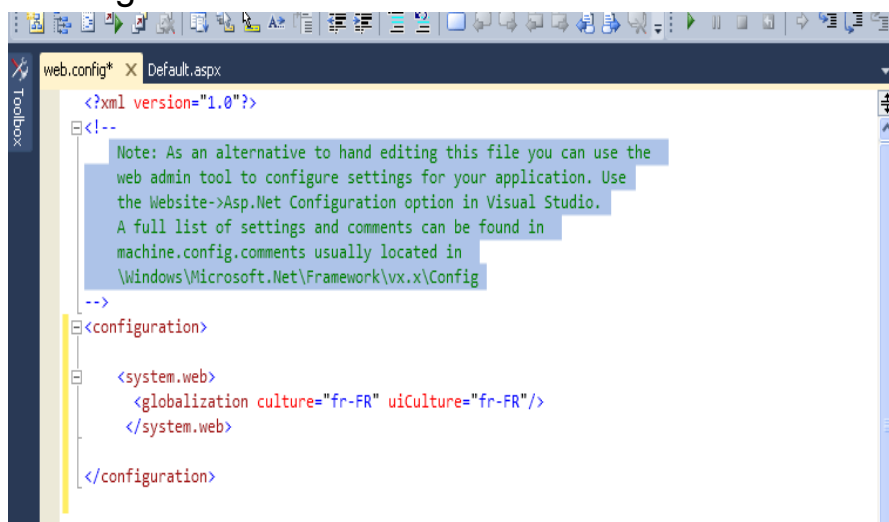 web.config* X Default.aspx
Toolbox
<?xml version="1.0"?>
<!--
Note: As an alternative to hand editing this file you can use the
web admin tool to configure settings for your application. Use
the Website->Asp.Net Configuration option in Visual Studio.
A full list of settings and comments can be found in
machine.config.comments usually located in
\Windows\Microsoft.Net\Framework\vx.x\Config
-->
<configuration>
<system.web>
<globalization culture="fr-FR" uiCulture="fr-FR"/>
</system.web>
</configuration>